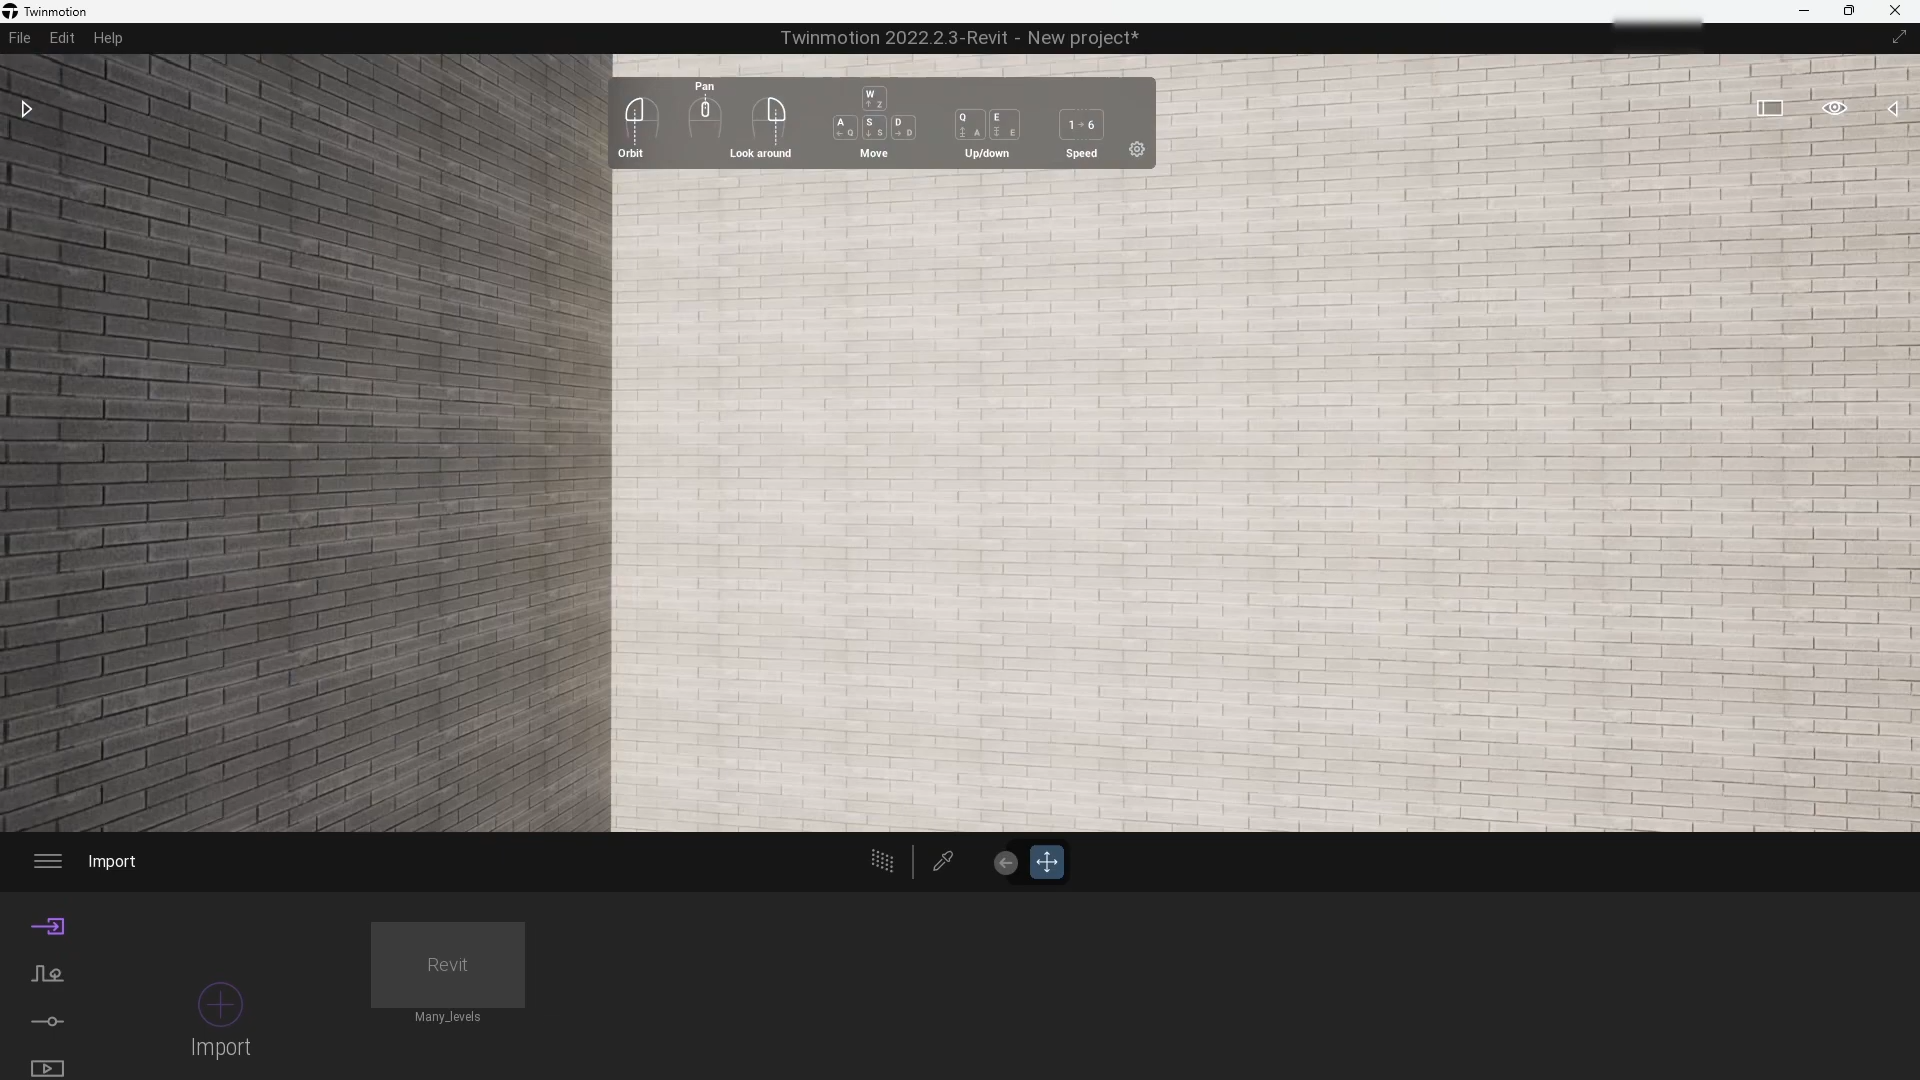 Twinmotion
File Edit Help
Twinmotion 2022.2.3-Revit - New project*
Pan
Orbit
Look around
W
Z
A
Q
S
S
D
D
Move
Q
A
E
E
Up/down
1 → 6
Speed
Import
Revit
Many_levels
Import